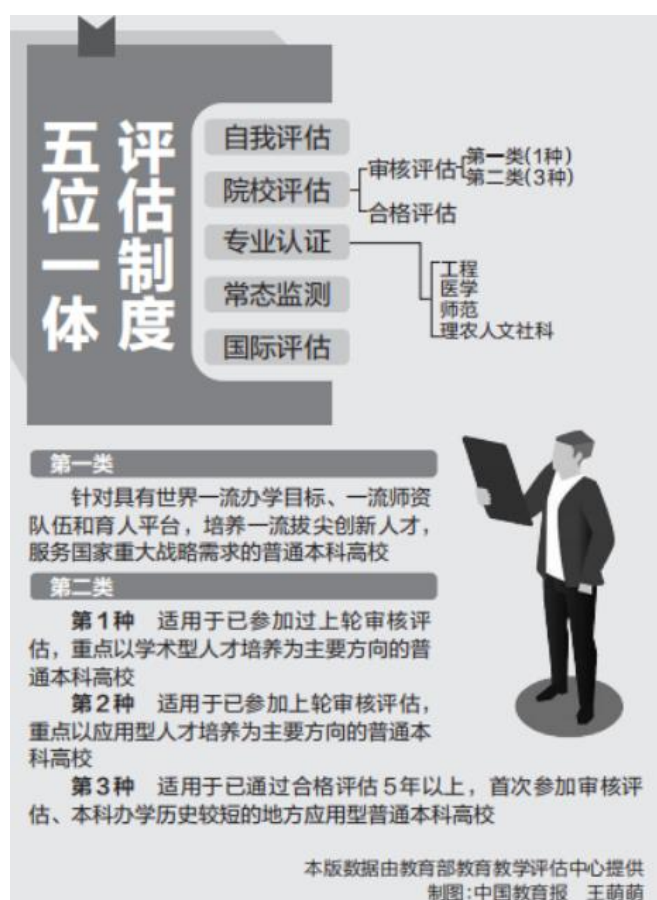 五位一体
评估制度
自我评估
院校评估
审核评估
第一类(1种)
第二类(3种)
合格评估
专业认证
工程
医学
师范
理农人文社科
常态监测
国际评估
第一类
针对具有世界一流办学目标、一流师资
队伍和育人平台，培养一流拔尖创新人才，
服务国家重大战略需求的普通本科高校
第二类
第1种 适用于已参加过上轮审核评
估，重点以学术型人才培养为主要方向的普
通本科高校
第2种 适用于已参加上轮审核评估，
重点以应用型人才培养为主要方向的普通本
科高校
第3种 适用于已通过合格评估5年以上，首次参加审核评
估、本科办学历史较短的地方应用型普通本科高校
本版数据由教育部教育教学评估中心提供
制图:中国教育报 王萌萌